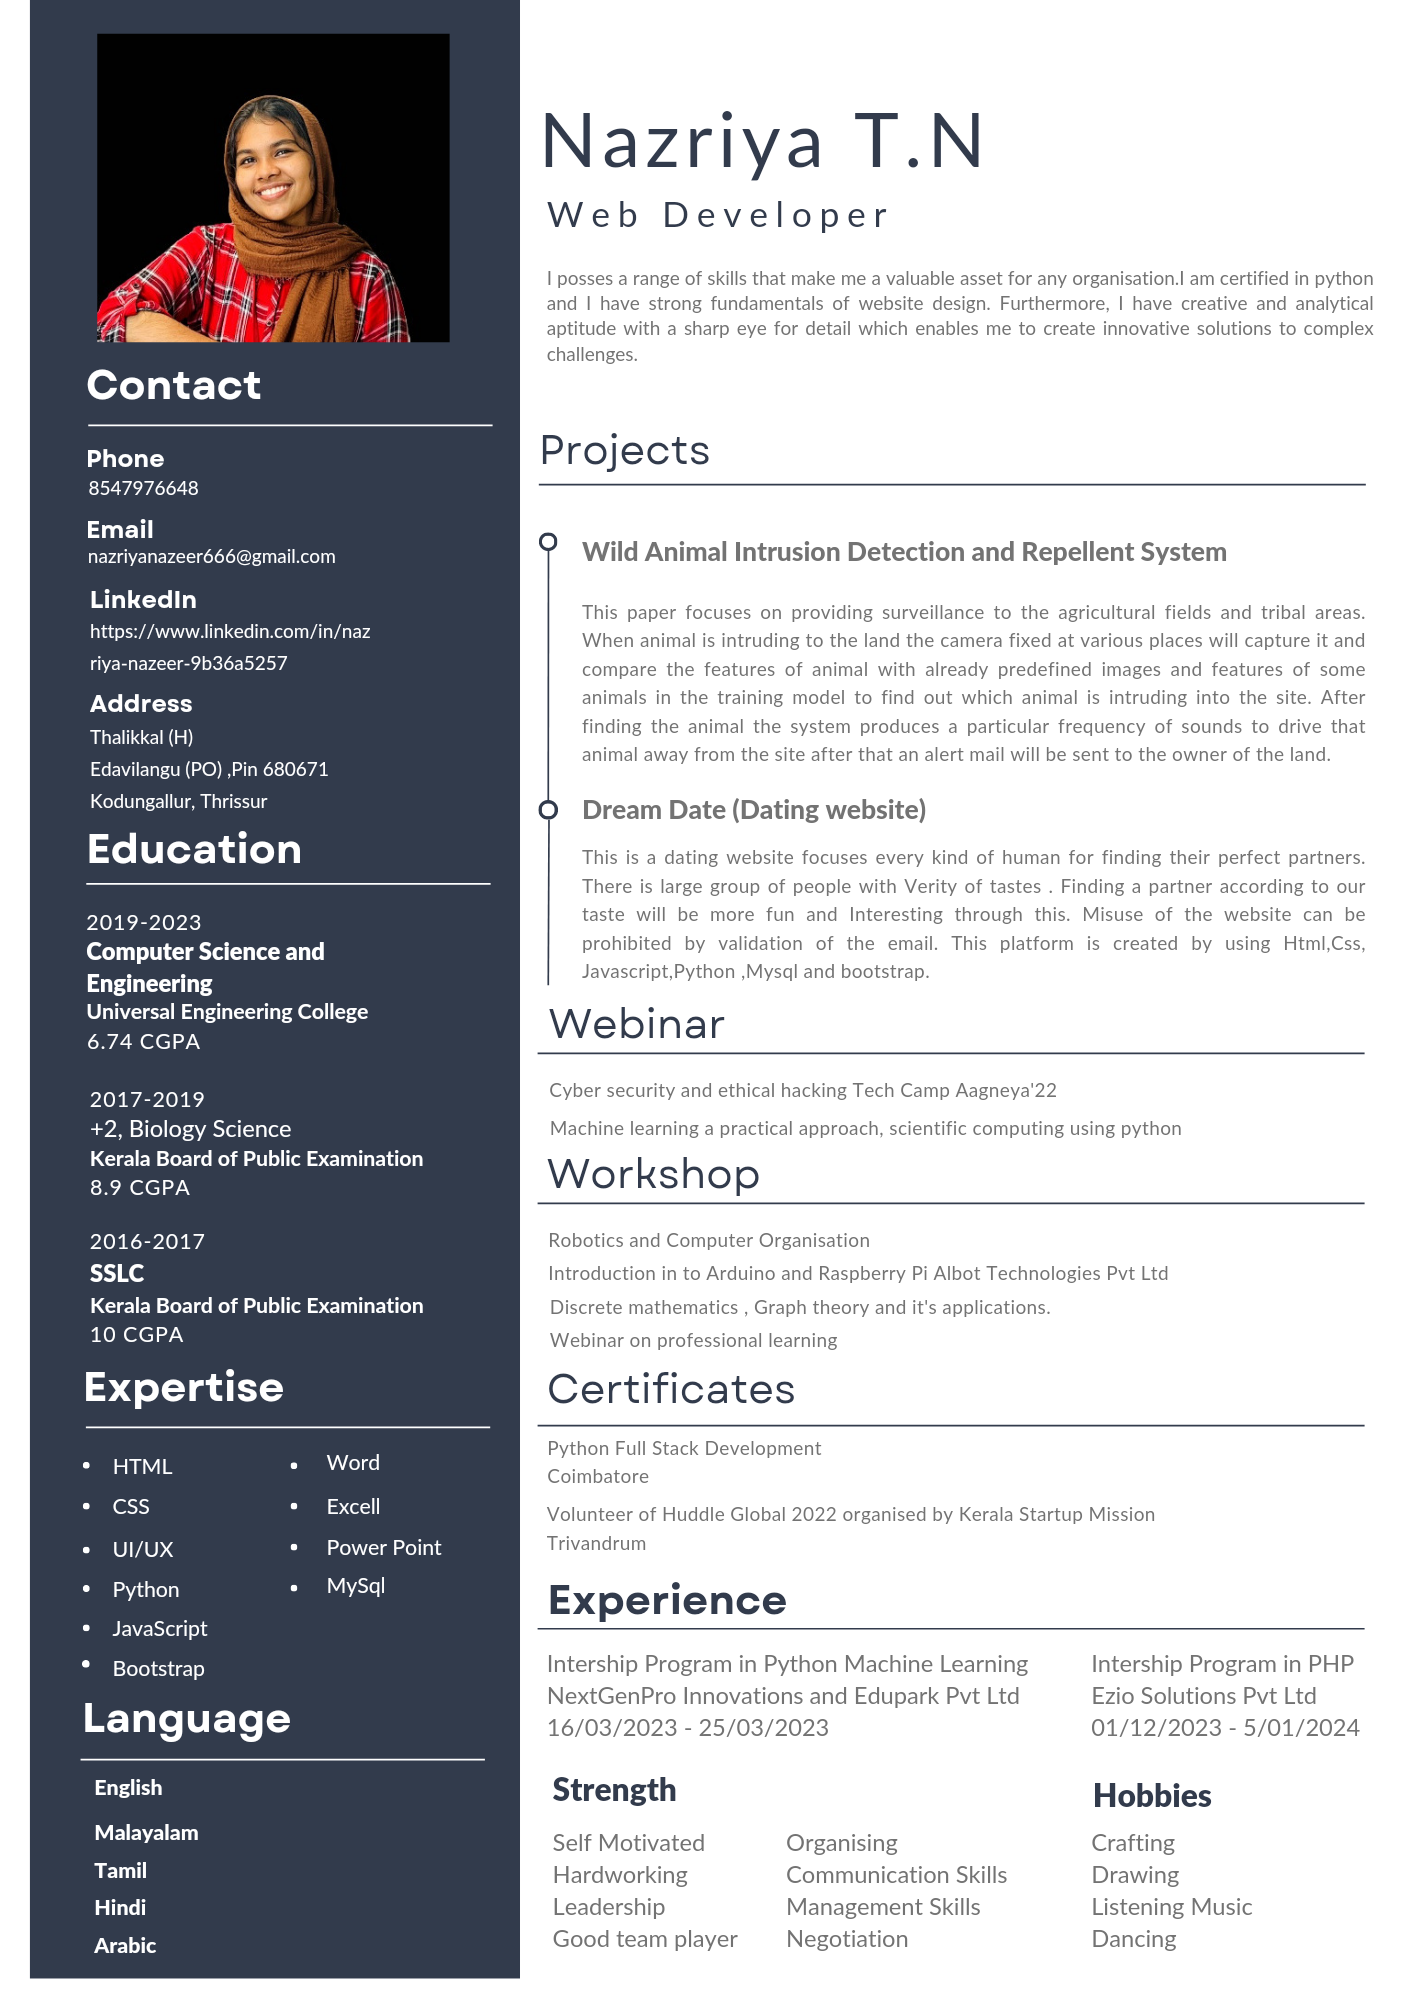 Contact
Phone
8547976648
Email
nazriyanazeer666@gmail.com
LinkedIn
https://www.linkedin.com/in/naz
riya-nazeer-9b36a5257
Address
Thalikkal (H)
Edavilangu (PO) ,Pin 680671
Kodungallur, Thrissur
Education
2019-2023
Computer Science and
Engineering
Universal Engineering College
6.74 CGPA
2017-2019
+2, Biology Science
Kerala Board of Public Examination
8.9 CGPA
2016-2017
SSLC
Kerala Board of Public Examination
10 CGPA
Expertise
• HTML
• CSS
• UI/UX
• Python
• JavaScript
• Bootstrap
• Word
• Excell
• Power Point
• MySql
Language
English
Malayalam
Tamil
Hindi
Arabic
Nazriya T.N
Web Developer
I posses a range of skills that make me a valuable asset for any organisation.I am certified in python
and I have strong fundamentals of website design. Furthermore, I have creative and analytical
aptitude with a sharp eye for detail which enables me to create innovative solutions to complex
challenges.
Projects
Wild Animal Intrusion Detection and Repellent System
This paper focuses on providing surveillance to the agricultural fields and tribal areas.
When animal is intruding to the land the camera fixed at various places will capture it and
compare the features of animal with already predefined images and features of some
animals in the training model to find out which animal is intruding into the site. After
finding the animal the system produces a particular frequency of sounds to drive that
animal away from the site after that an alert mail will be sent to the owner of the land.
Dream Date (Dating website)
This is a dating website focuses every kind of human for finding their perfect partners.
There is large group of people with Verity of tastes . Finding a partner according to our
taste will be more fun and Interesting through this. Misuse of the website can be
prohibited by validation of the email. This platform is created by using Html,Css,
Javascript,Python ,Mysql and bootstrap.
Webinar
Cyber security and ethical hacking Tech Camp Aagneya'22
Machine learning a practical approach, scientific computing using python
Workshop
Robotics and Computer Organisation
Introduction in to Arduino and Raspberry Pi Albot Technologies Pvt Ltd
Discrete mathematics , Graph theory and it's applications.
Webinar on professional learning
Certificates
Python Full Stack Development
Coimbatore
Volunteer of Huddle Global 2022 organised by Kerala Startup Mission
Trivandrum
Experience
Intership Program in Python Machine Learning
NextGenPro Innovations and Edupark Pvt Ltd
16/03/2023 - 25/03/2023
Intership Program in PHP
Ezio Solutions Pvt Ltd
01/12/2023 - 5/01/2024
Strength
Self Motivated
Hardworking
Leadership
Good team player
Organising
Communication Skills
Management Skills
Negotiation
Hobbies
Crafting
Drawing
Listening Music
Dancing